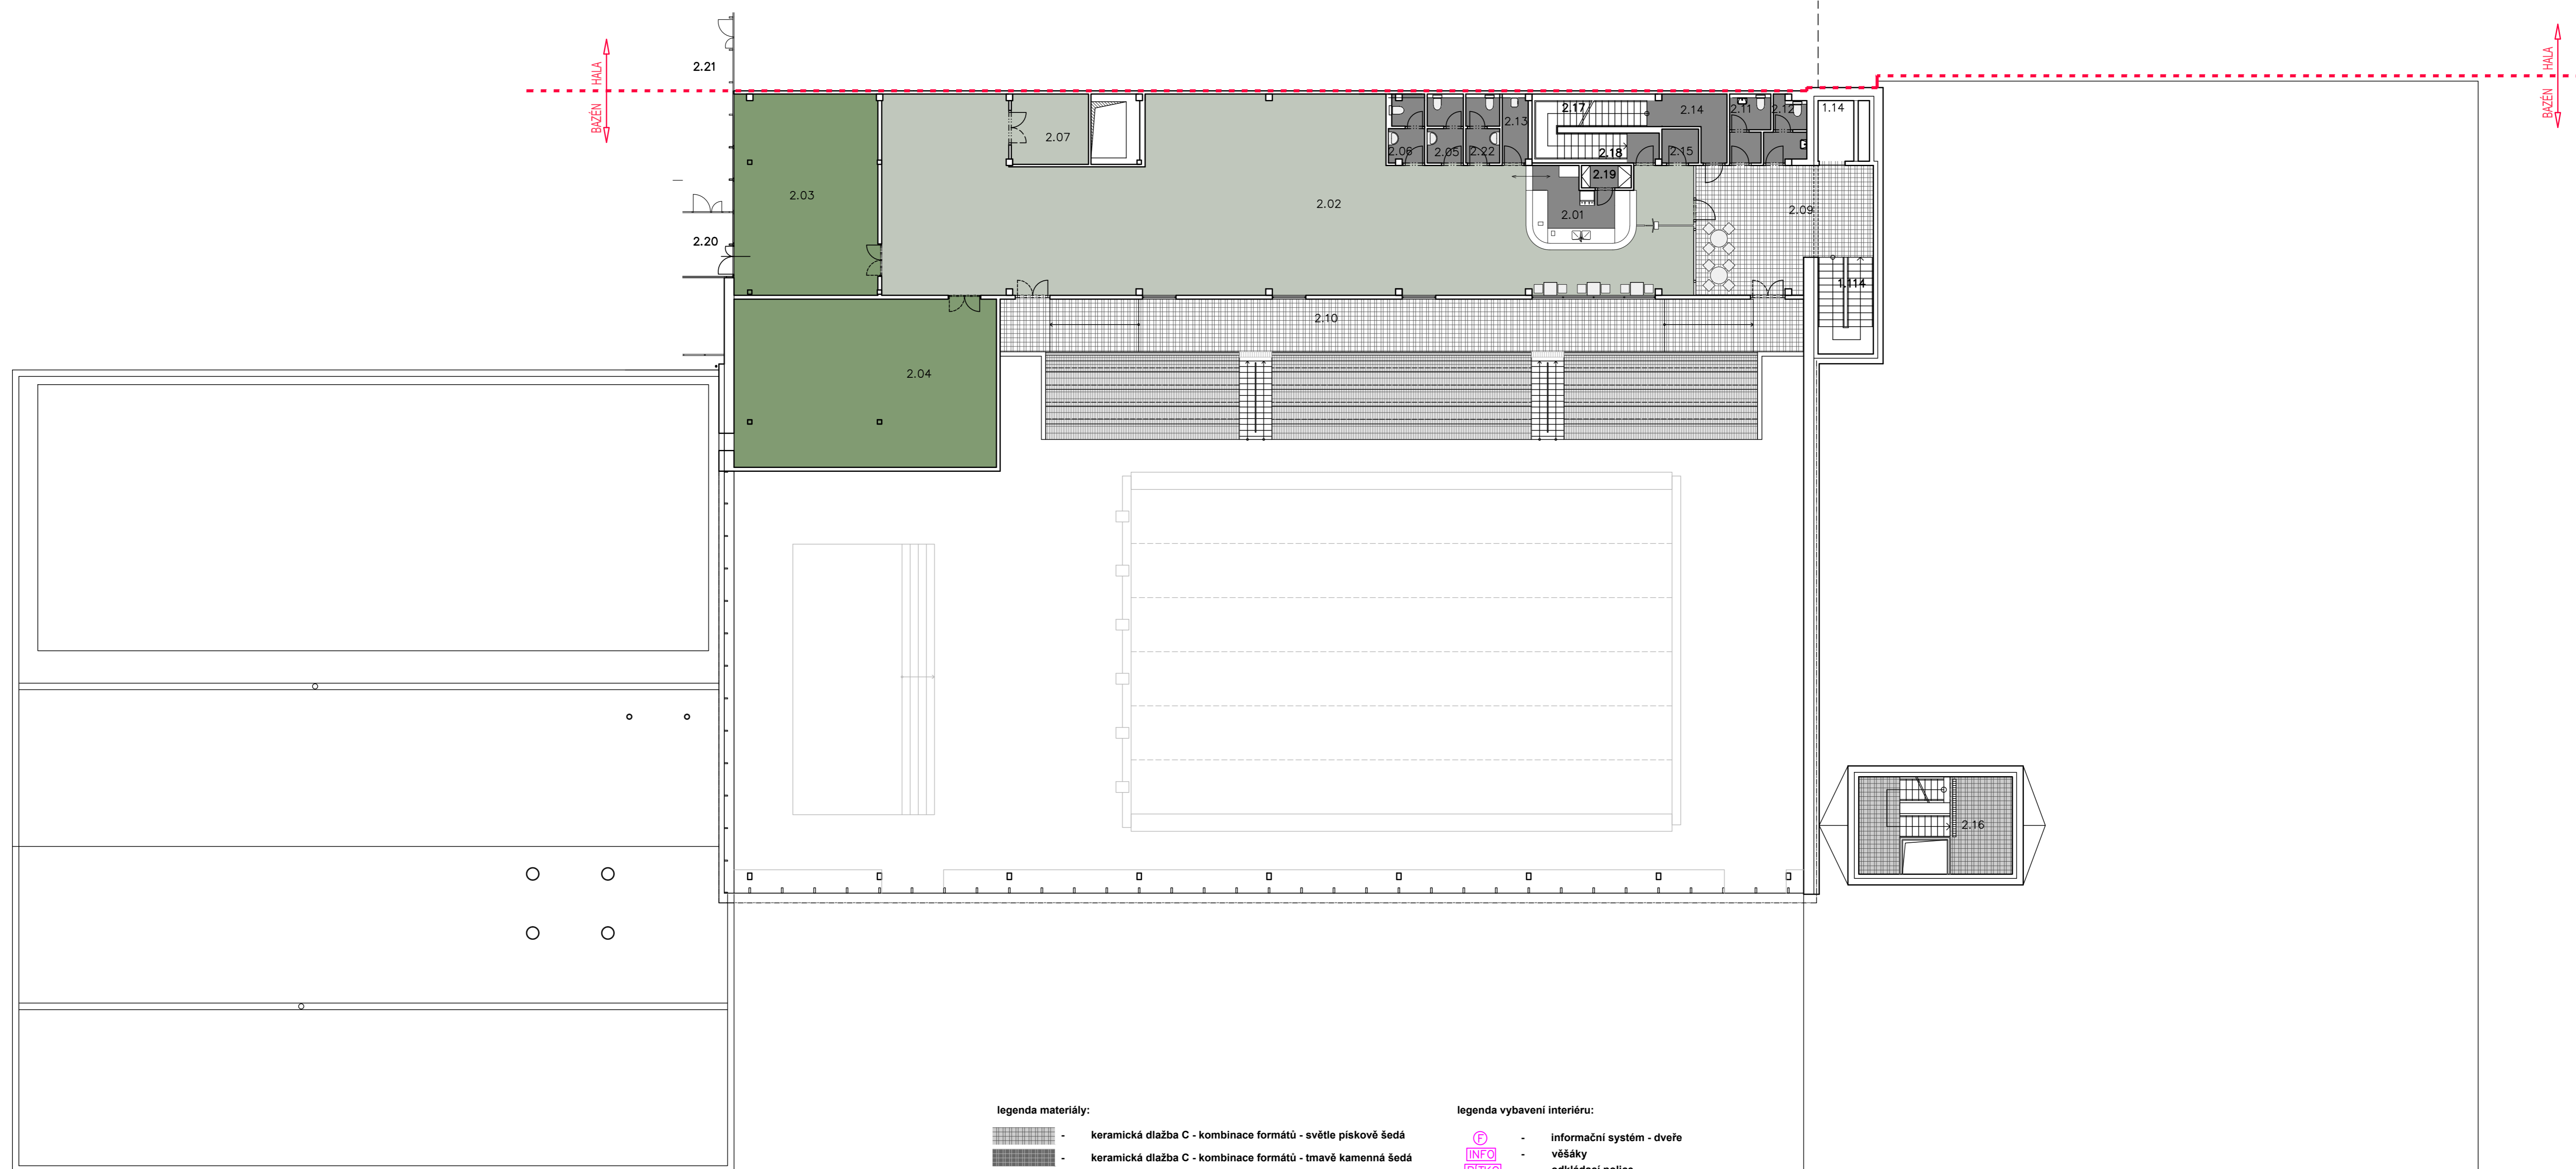 2.21
HALA
BAZÉN
HALA
BAZÉN
2.03
2.07
2.02
2.06
2.05
2.22
2.13
2.17
2.18
2.14
2.15
2.11
2.12
1.14
2.19
2.01
2.09
2.20
1.114
2.10
2.04
2.16
legenda materiály:
- keramická dlažba C - kombinace formátů - světle pískově šedá
- keramická dlažba C - kombinace formátů - tmavě kamenná šedá
legenda vybavení interiéru:
F - informační systém - dveře
INFO - věšáky